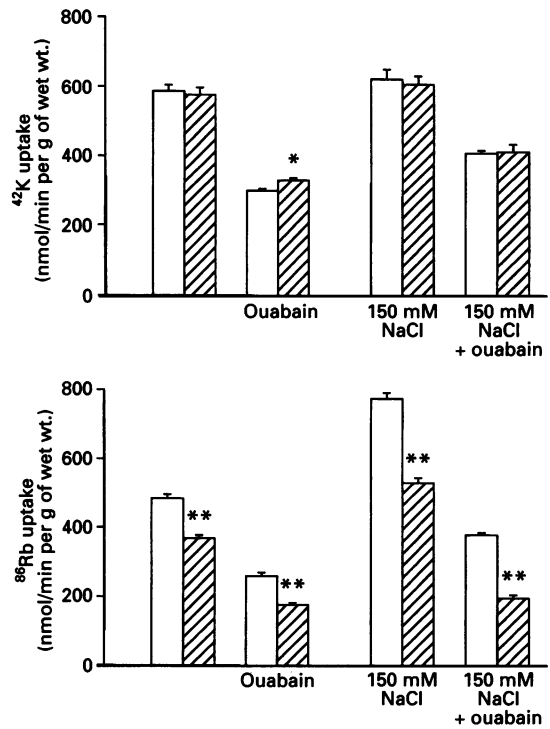 800
600
400
200
0
⁴²K uptake
(nmol/min per g of wet wt.)
*
Ouabain
150 mM
NaCl
150 mM
NaCl
+ ouabain
800
600
400
200
0
⁸⁶Rb uptake
(nmol/min per g of wet wt.)
**
**
**
**
Ouabain
150 mM
NaCl
150 mM
NaCl
+ ouabain